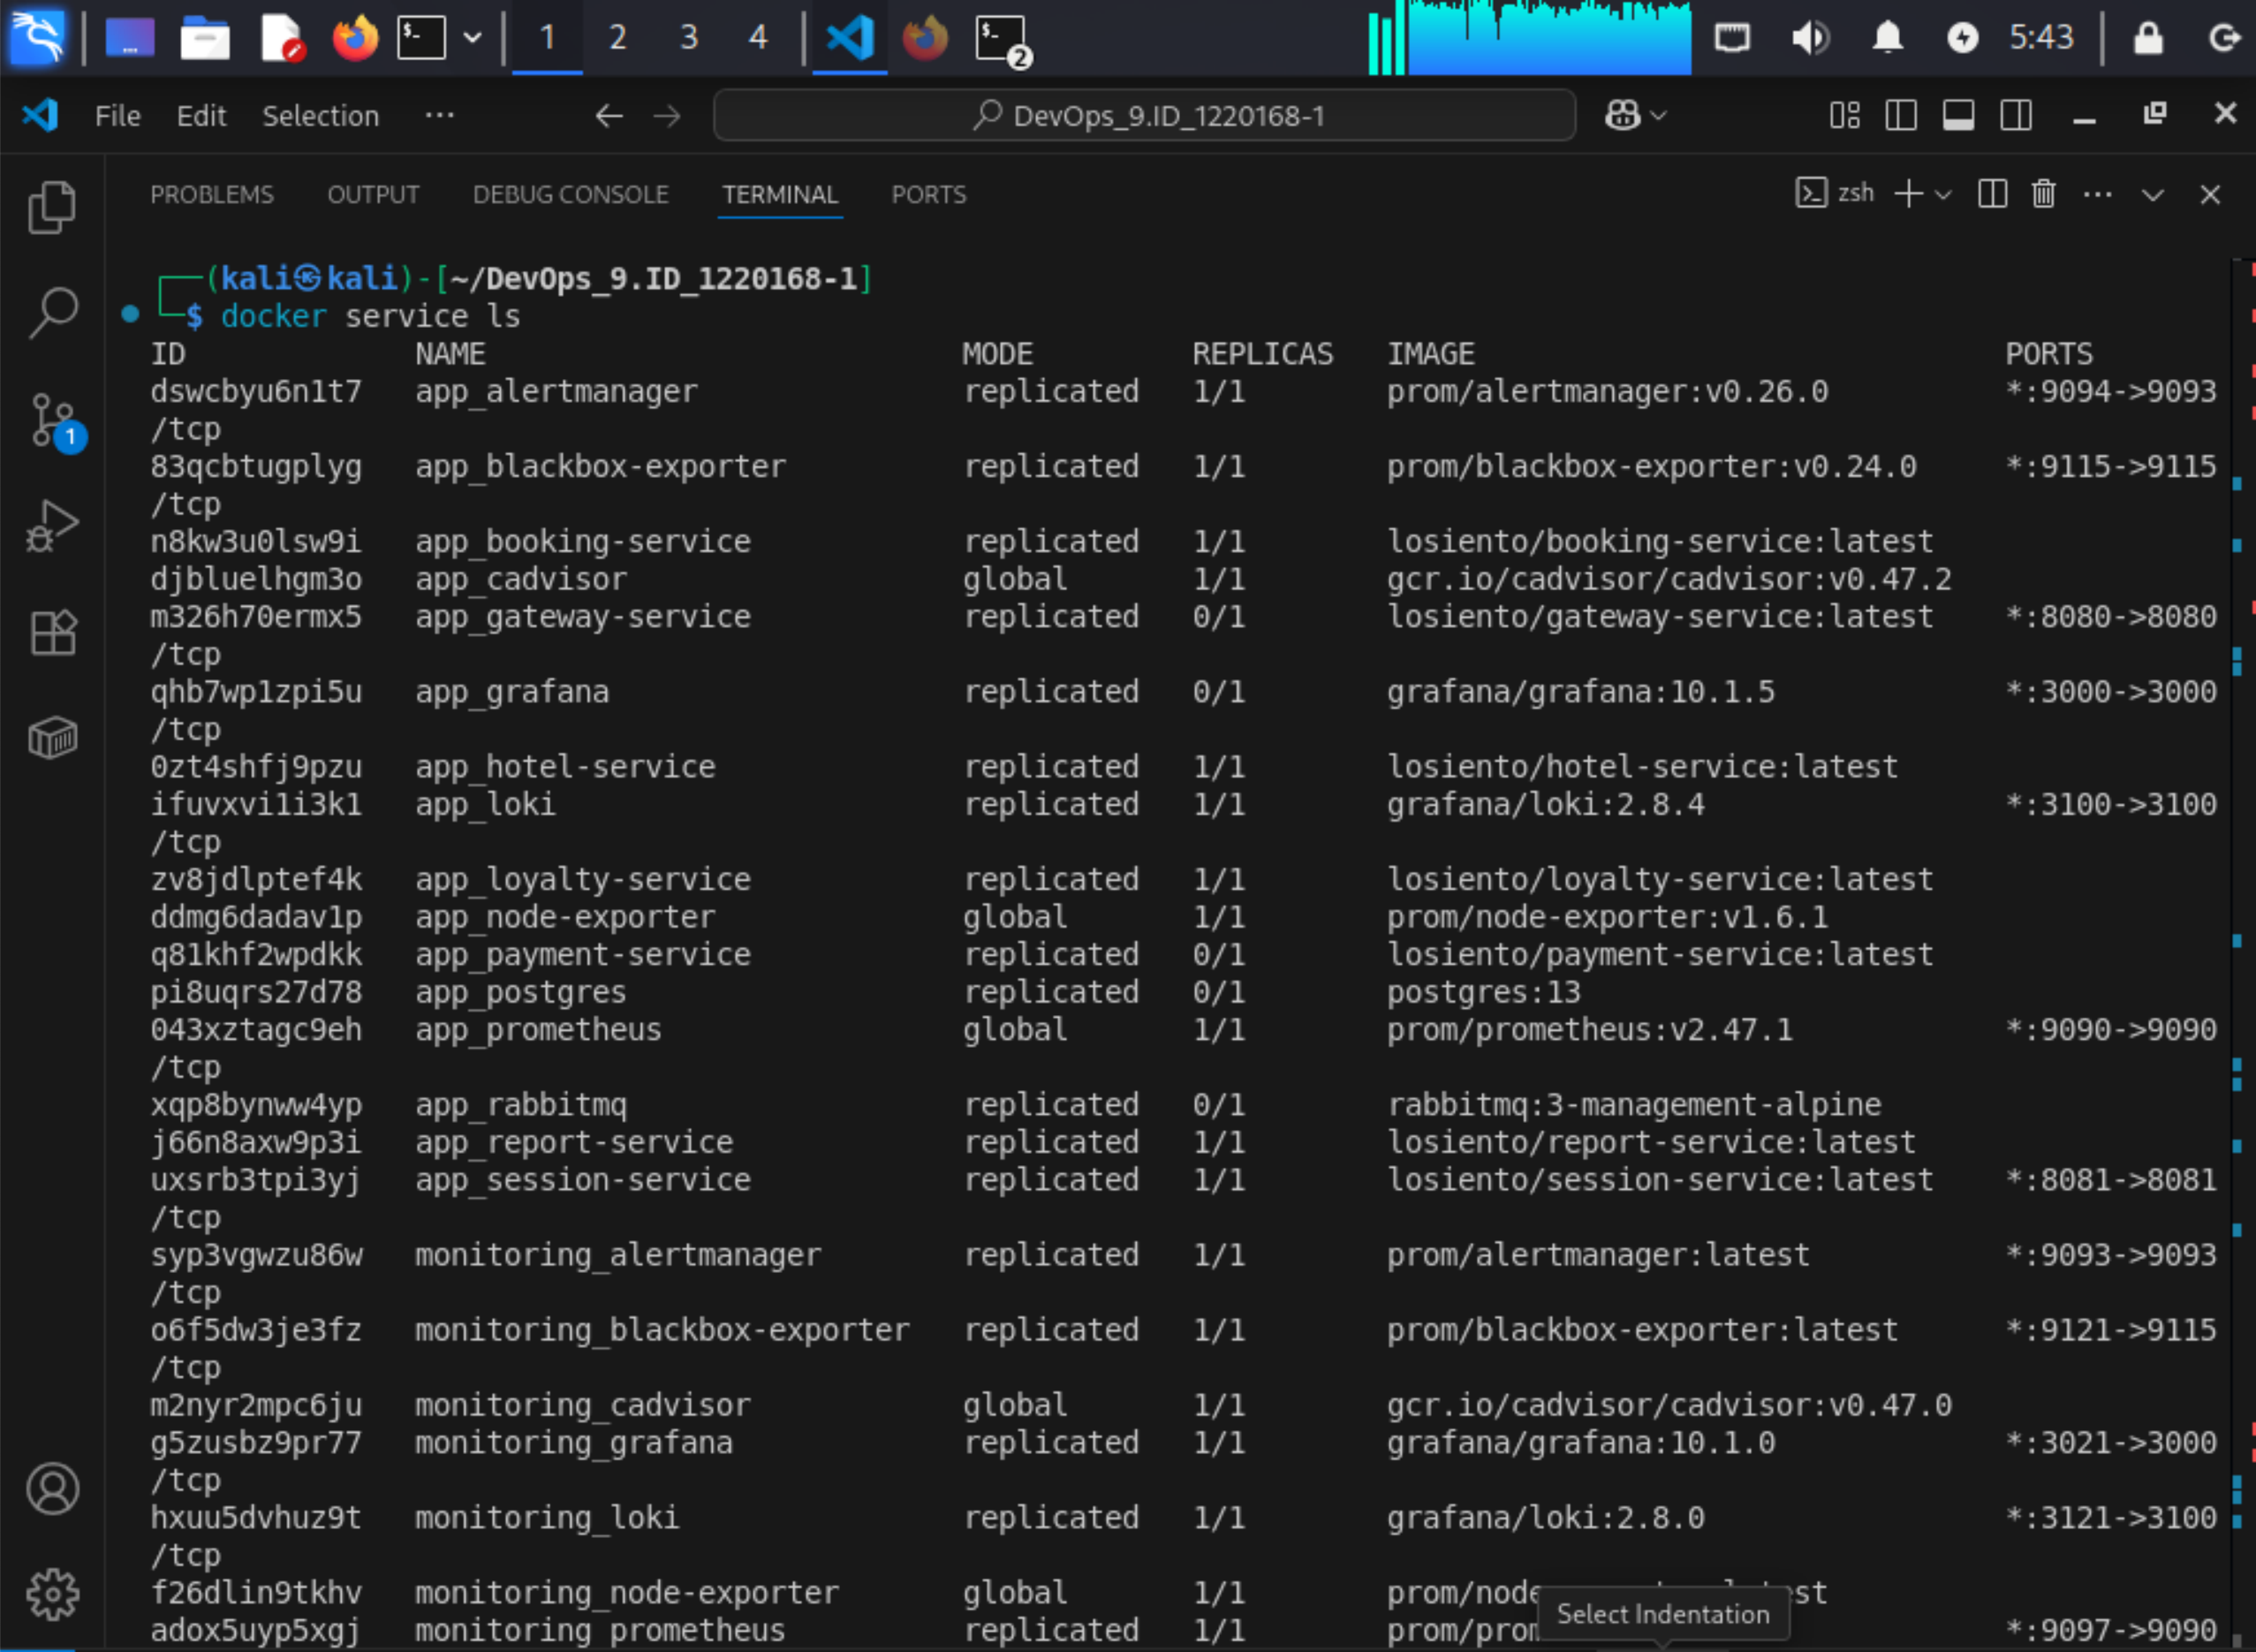 1 2 3 4 2 5:43
File Edit Selection ··· DevOps_9.ID_1220168-1
PROBLEMS OUTPUT DEBUG CONSOLE TERMINAL PORTS zsh
(kali㉿kali)-[~/DevOps_9.ID_1220168-1]
$ docker service ls
ID NAME MODE REPLICAS IMAGE PORTS
dswcbyu6n1t7 app_alertmanager replicated 1/1 prom/alertmanager:v0.26.0 *:9094->9093
/tcp
83qcbtugplyg app_blackbox-exporter replicated 1/1 prom/blackbox-exporter:v0.24.0 *:9115->9115
/tcp
n8kw3u0lsw9i app_booking-service replicated 1/1 losiento/booking-service:latest
djbluelhgm3o app_cadvisor global 1/1 gcr.io/cadvisor/cadvisor:v0.47.2
m326h70ermx5 app_gateway-service replicated 0/1 losiento/gateway-service:latest *:8080->8080
/tcp
qhb7wp1zpi5u app_grafana replicated 0/1 grafana/grafana:10.1.5 *:3000->3000
/tcp
0zt4shfj9pzu app_hotel-service replicated 1/1 losiento/hotel-service:latest
ifuvxvi1i3k1 app_loki replicated 1/1 grafana/loki:2.8.4 *:3100->3100
/tcp
zv8jdlptef4k app_loyalty-service replicated 1/1 losiento/loyalty-service:latest
ddmg6dadav1p app_node-exporter global 1/1 prom/node-exporter:v1.6.1
q81khf2wpdkk app_payment-service replicated 0/1 losiento/payment-service:latest
pi8uqrs27d78 app_postgres replicated 0/1 postgres:13
043xztagc9eh app_prometheus global 1/1 prom/prometheus:v2.47.1 *:9090->9090
/tcp
xqp8bynww4yp app_rabbitmq replicated 0/1 rabbitmq:3-management-alpine
j66n8axw9p3i app_report-service replicated 1/1 losiento/report-service:latest
uxsrb3tpi3yj app_session-service replicated 1/1 losiento/session-service:latest *:8081->8081
/tcp
syp3vgwzu86w monitoring_alertmanager replicated 1/1 prom/alertmanager:latest *:9093->9093
/tcp
o6f5dw3je3fz monitoring_blackbox-exporter replicated 1/1 prom/blackbox-exporter:latest *:9121->9115
/tcp
m2nyr2mpc6ju monitoring_cadvisor global 1/1 gcr.io/cadvisor/cadvisor:v0.47.0
g5zusbz9pr77 monitoring_grafana replicated 1/1 grafana/grafana:10.1.0 *:3021->3000
/tcp
hxuu5dvhuz9t monitoring_loki replicated 1/1 grafana/loki:2.8.0 *:3121->3100
/tcp
f26dlin9tkhv monitoring_node-exporter global 1/1
Select Indentation
adox5uyp5xgj monitoring_prometheus replicated 1/1 *:9097->9090
1